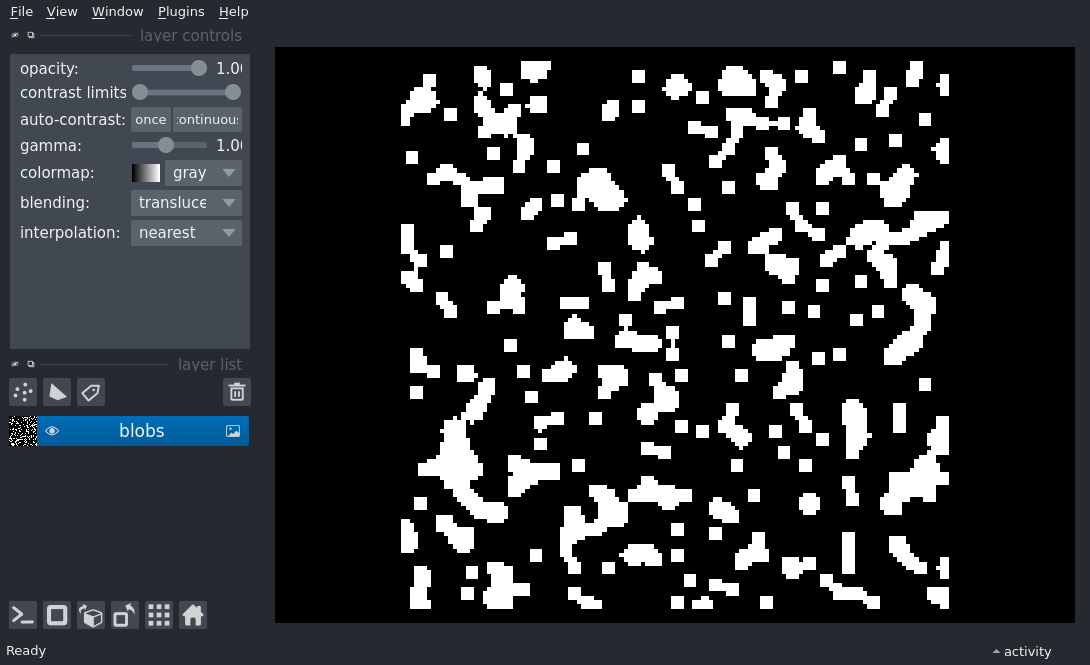 File View Window Plugins Help
layer controls
opacity: 1.0
contrast limits
auto-contrast: once continuous
gamma: 1.0
colormap: gray
blending: transluce
interpolation: nearest
layer list
blobs
Ready
activity